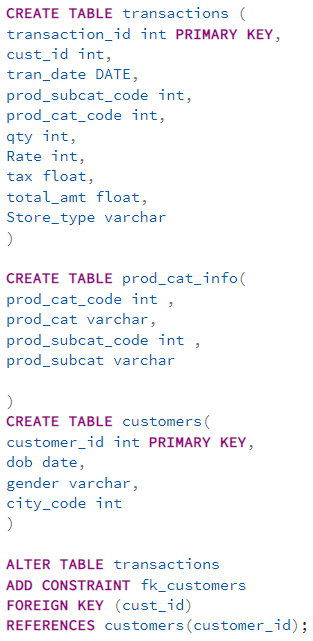 CREATE TABLE transactions (
transaction_id int PRIMARY KEY,
cust_id int,
tran_date DATE,
prod_subcat_code int,
prod_cat_code int,
qty int,
Rate int,
tax float,
total_amt float,
Store_type varchar
)
CREATE TABLE prod_cat_info(
prod_cat_code int ,
prod_cat varchar,
prod_subcat_code int ,
prod_subcat varchar
)
CREATE TABLE customers(
customer_id int PRIMARY KEY,
dob date,
gender varchar,
city_code int
)
ALTER TABLE transactions
ADD CONSTRAINT fk_customers
FOREIGN KEY (cust_id)
REFERENCES customers(customer_id);